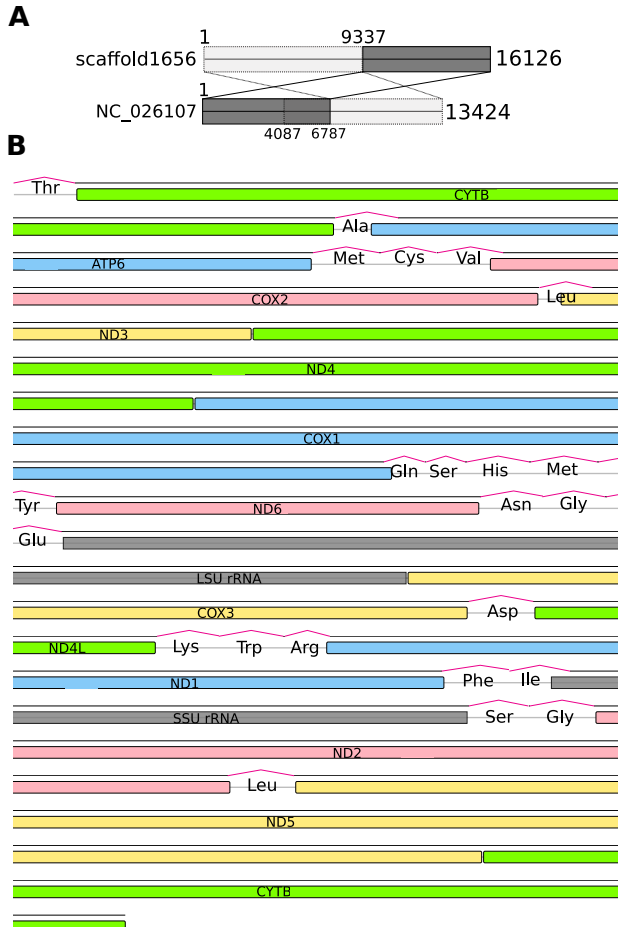 A
1 9337
scaffold1656 16126
1
NC_026107 13424
4087 6787
B
Thr CYTB
Ala
ATP6 Met Cys Val
COX2 Leu
ND3
ND4
COX1
Gln Ser His Met
Tyr ND6 Asn Gly
Glu
LSU rRNA
COX3 Asp
ND4L Lys Trp Arg
ND1 Phe Ile
SSU rRNA Ser Gly
ND2
Leu
ND5
CYTB